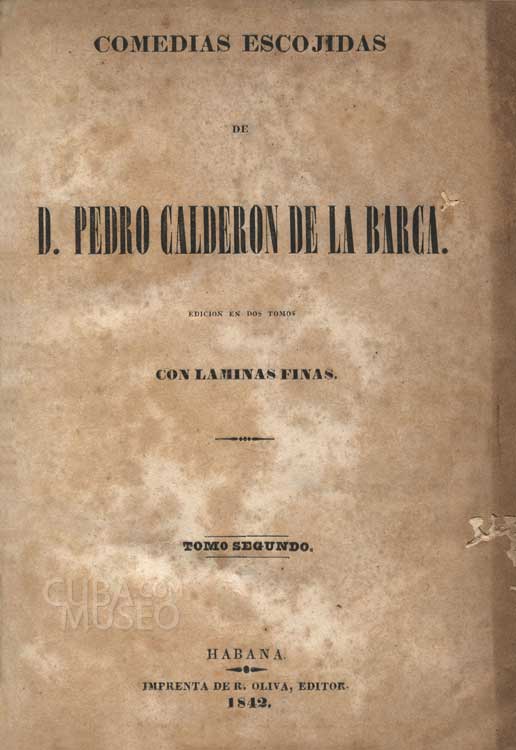 COMEDIAS ESCOJIDAS
DE
D. PEDRO CALDERON DE LA BARCA.
EDICION EN DOS TOMOS
CON LAMINAS FINAS.
TOMO SEGUNDO.
CUBA.COM
MUSEO
HABANA.
IMPRENTA DE R. OLIVA, EDITOR.
1842.